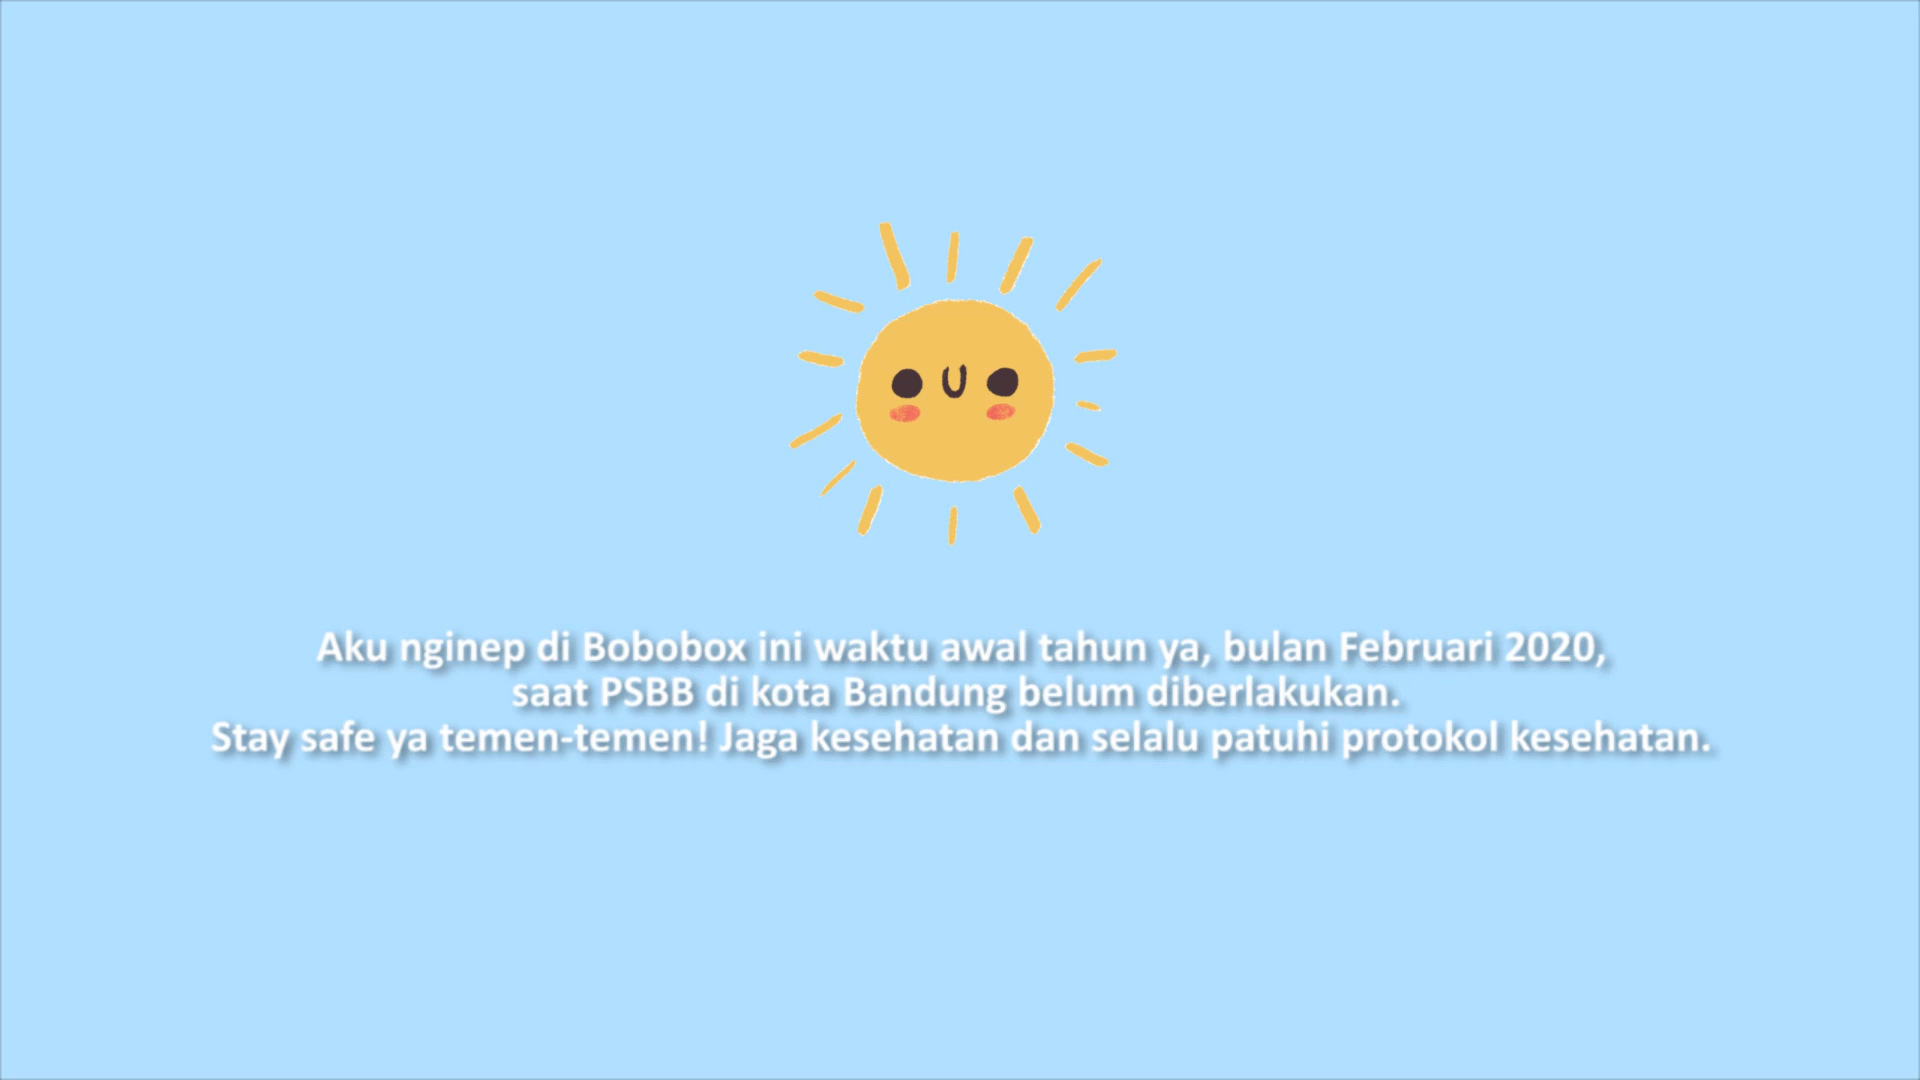 Aku nginep di Bobobox ini waktu awal tahun ya, bulan Februari 2020,
saat PSBB di kota Bandung belum diberlakukan.
Stay safe ya temen-temen! Jaga kesehatan dan selalu patuhi protokol kesehatan.